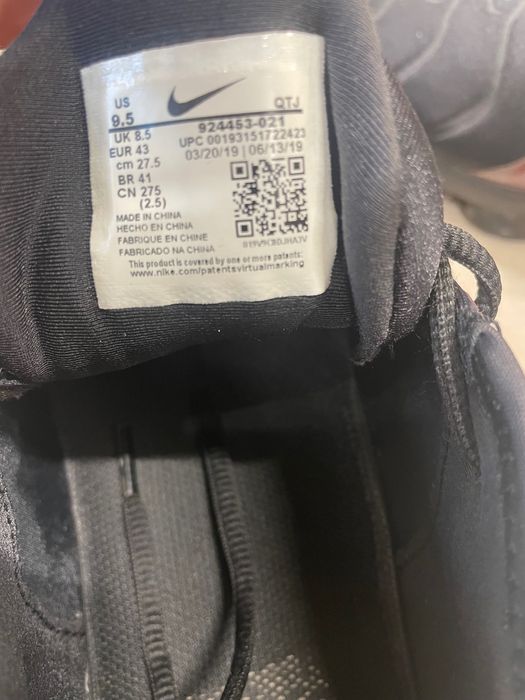 US QTJ
9.5 924453-021
UK 8.5 UPC 00193151722423
EUR 43 03/20/19 | 06/13/19
cm 27.5
BR 41
CN 275
(2.5)
MADE IN CHINA
HECHO EN CHINA
FABRIQUE EN CHINE
FABRICADO NA CHINA
This product is covered by one or more patents:
www.nike.com/patentsvirtualmarking